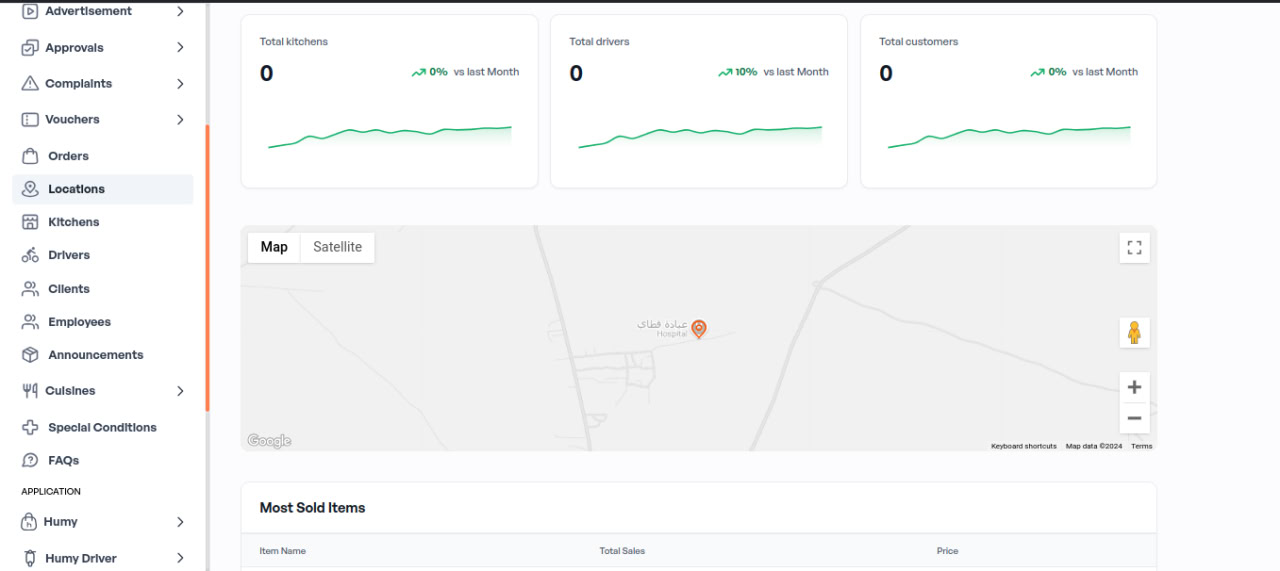 Advertisement
Approvals
Complaints
Vouchers
Orders
Locations
Kitchens
Drivers
Clients
Employees
Announcements
Cuisines
Special Conditions
FAQs
APPLICATION
Humy
Humy Driver
Total kitchens
0
0% vs last Month
Total drivers
0
10% vs last Month
Total customers
0
0% vs last Month
Map
Satellite
عيادة قطاي
Hospital
Google
Keyboard shortcuts
Map data ©2024
Terms
Most Sold Items
Item Name
Total Sales
Price